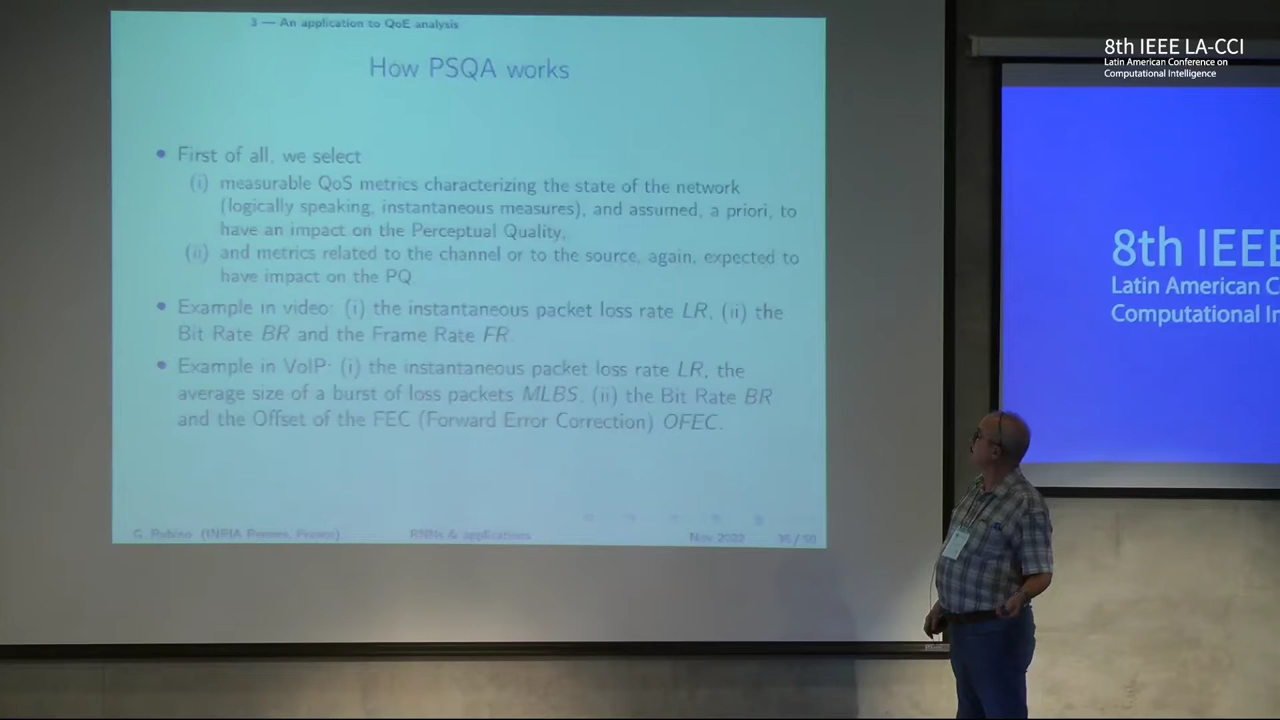 3 — An application to QoE analysis
How PSQA works
• First of all, we select
(i) measurable QoS metrics characterizing the state of the network
(logically speaking, instantaneous measures), and assumed, a priori, to
have an impact on the Perceptual Quality,
(ii) and metrics related to the channel or to the source, again, expected to
have impact on the PQ.
• Example in video: (i) the instantaneous packet loss rate LR, (ii) the
Bit Rate BR and the Frame Rate FR.
• Example in VoIP: (i) the instantaneous packet loss rate LR, the
average size of a burst of loss packets MLBS, (ii) the Bit Rate BR
and the Offset of the FEC (Forward Error Correction) OFEC.
G. Rubino (INRIA Rennes, France)
RNNs & applications
Nov 2022
8th IEEE LA-CCI
Latin American Conference on
Computational Intelligence
8th IEEE
Latin American C
Computational In